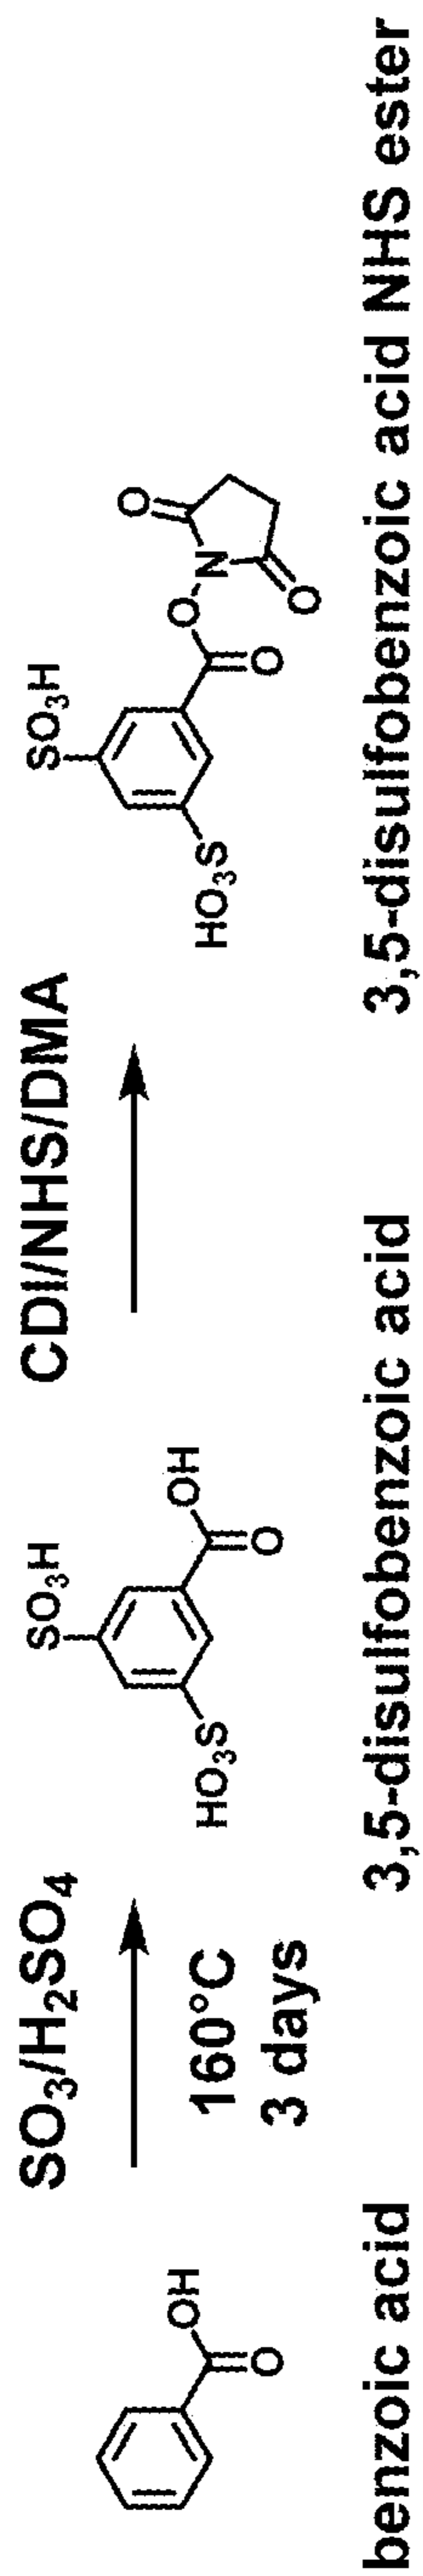 SO3/H2SO4
160°C
3 days
CDI/NHS/DMA
OH
O
SO3H
HO3S
OH
O
SO3H
HO3S
O
O
O
N
O
benzoic acid
3,5-disulfobenzoic acid
3,5-disulfobenzoic acid NHS ester